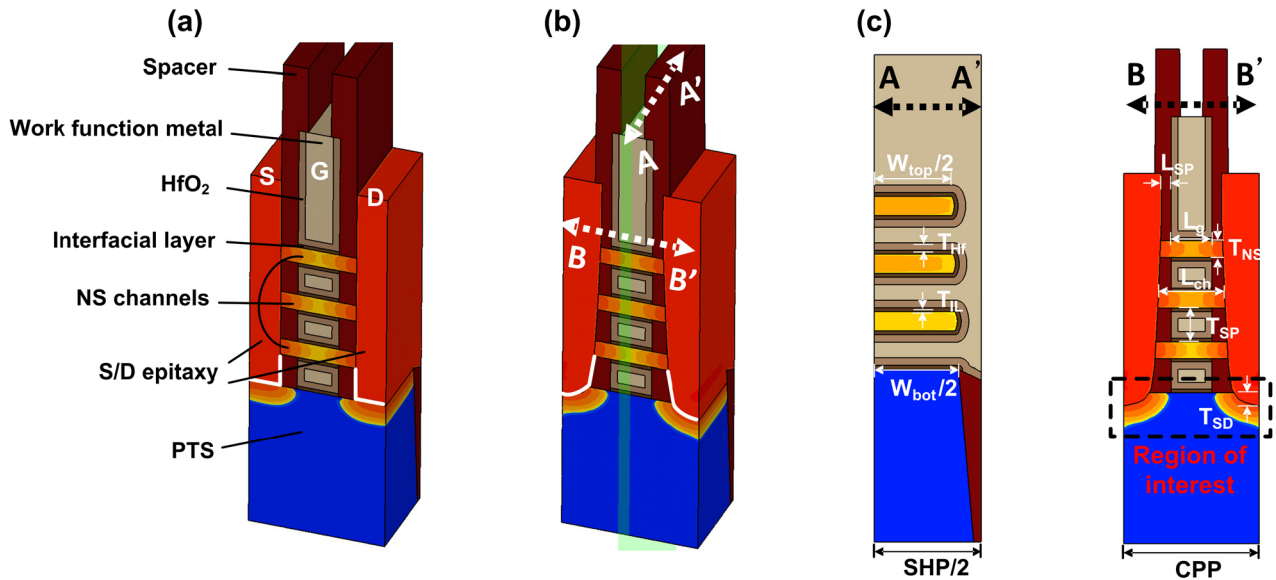 (a)
Spacer
Work function metal
HfO₂
Interfacial layer
NS channels
S/D epitaxy
PTS
S
G
D
(b)
A'
A
B
B'
(c)
A A'
W_top/2
T_Hf
T_IL
W_bot/2
SHP/2
B B'
L_SP
L_g
T_NS
L_ch
T_SP
T_SD
Region of
interest
CPP